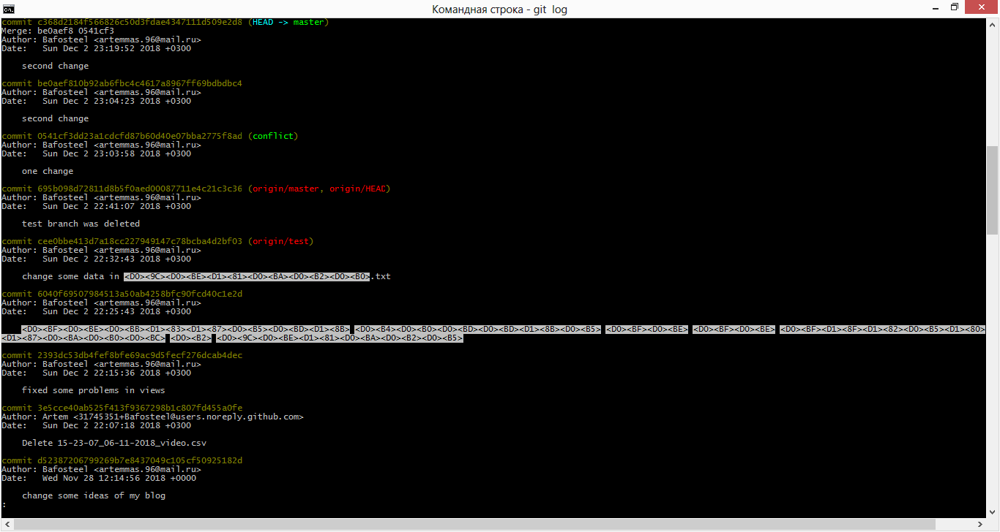 Командная строка - git log
commit c368d2184f566826c50d3fdae4347111d509e2d8 (HEAD -> master)
Merge: be0aef8 0541cf3
Author: Bafosteel <artemmas.96@mail.ru>
Date:   Sun Dec 2 23:19:52 2018 +0300
second change
commit be0aef810b92ab6fbc4c4617a8967ff69bdbdbc4
Author: Bafosteel <artemmas.96@mail.ru>
Date:   Sun Dec 2 23:04:23 2018 +0300
second change
commit 0541cf3dd23a1cdcfd87b60d40e07bba2775f8ad (conflict)
Author: Bafosteel <artemmas.96@mail.ru>
Date:   Sun Dec 2 23:03:58 2018 +0300
one change
commit 695b098d72811d8b5f0aed00087711e4c21c3c36 (origin/master, origin/HEAD)
Author: Bafosteel <artemmas.96@mail.ru>
Date:   Sun Dec 2 22:41:07 2018 +0300
test branch was deleted
commit cee0bbe413d7a18cc227949147c78bcba4d2bf03 (origin/test)
Author: Bafosteel <artemmas.96@mail.ru>
Date:   Sun Dec 2 22:32:43 2018 +0300
change some data in <D0><9C><D0><BE><D1><81><D0><BA><D0><B2><D0><B0>.txt
commit 6040f69507984513a50ab4258bfc90fcd40c1e2d
Author: Bafosteel <artemmas.96@mail.ru>
Date:   Sun Dec 2 22:25:43 2018 +0300
<D0><BF><D0><BE><D0><BB><D1><83><D1><87><D0><B5><D0><BD><D1><8B> <D0><B4><D0><B0><D0><BD><D0><BD><D1><8B><D0><B5> <D0><BF><D0><BE> <D0><BF><D0><BE> <D0><BF><D1><8F><D1><82><D0><B5><D1><80>
<D1><87><D0><BA><D0><B0><D0><BC> <D0><B2> <D0><9C><D0><BE><D1><81><D0><BA><D0><B2><D0><B5>
commit 2393dc53db4fef8bfe69ac9d5fecf276dcab4dec
Author: Bafosteel <artemmas.96@mail.ru>
Date:   Sun Dec 2 22:15:36 2018 +0300
fixed some problems in views
commit 3e5cce40ab525f413f9367298b1c807fd455a0fe
Author: Artem <31745351+Bafosteel@users.noreply.github.com>
Date:   Sun Dec 2 22:07:18 2018 +0300
Delete 15-23-07_06-11-2018_video.csv
commit d52387206799269b7e8437049c105cf50925182d
Author: Bafosteel <artemmas.96@mail.ru>
Date:   Wed Nov 28 12:14:56 2018 +0000
change some ideas of my blog
: